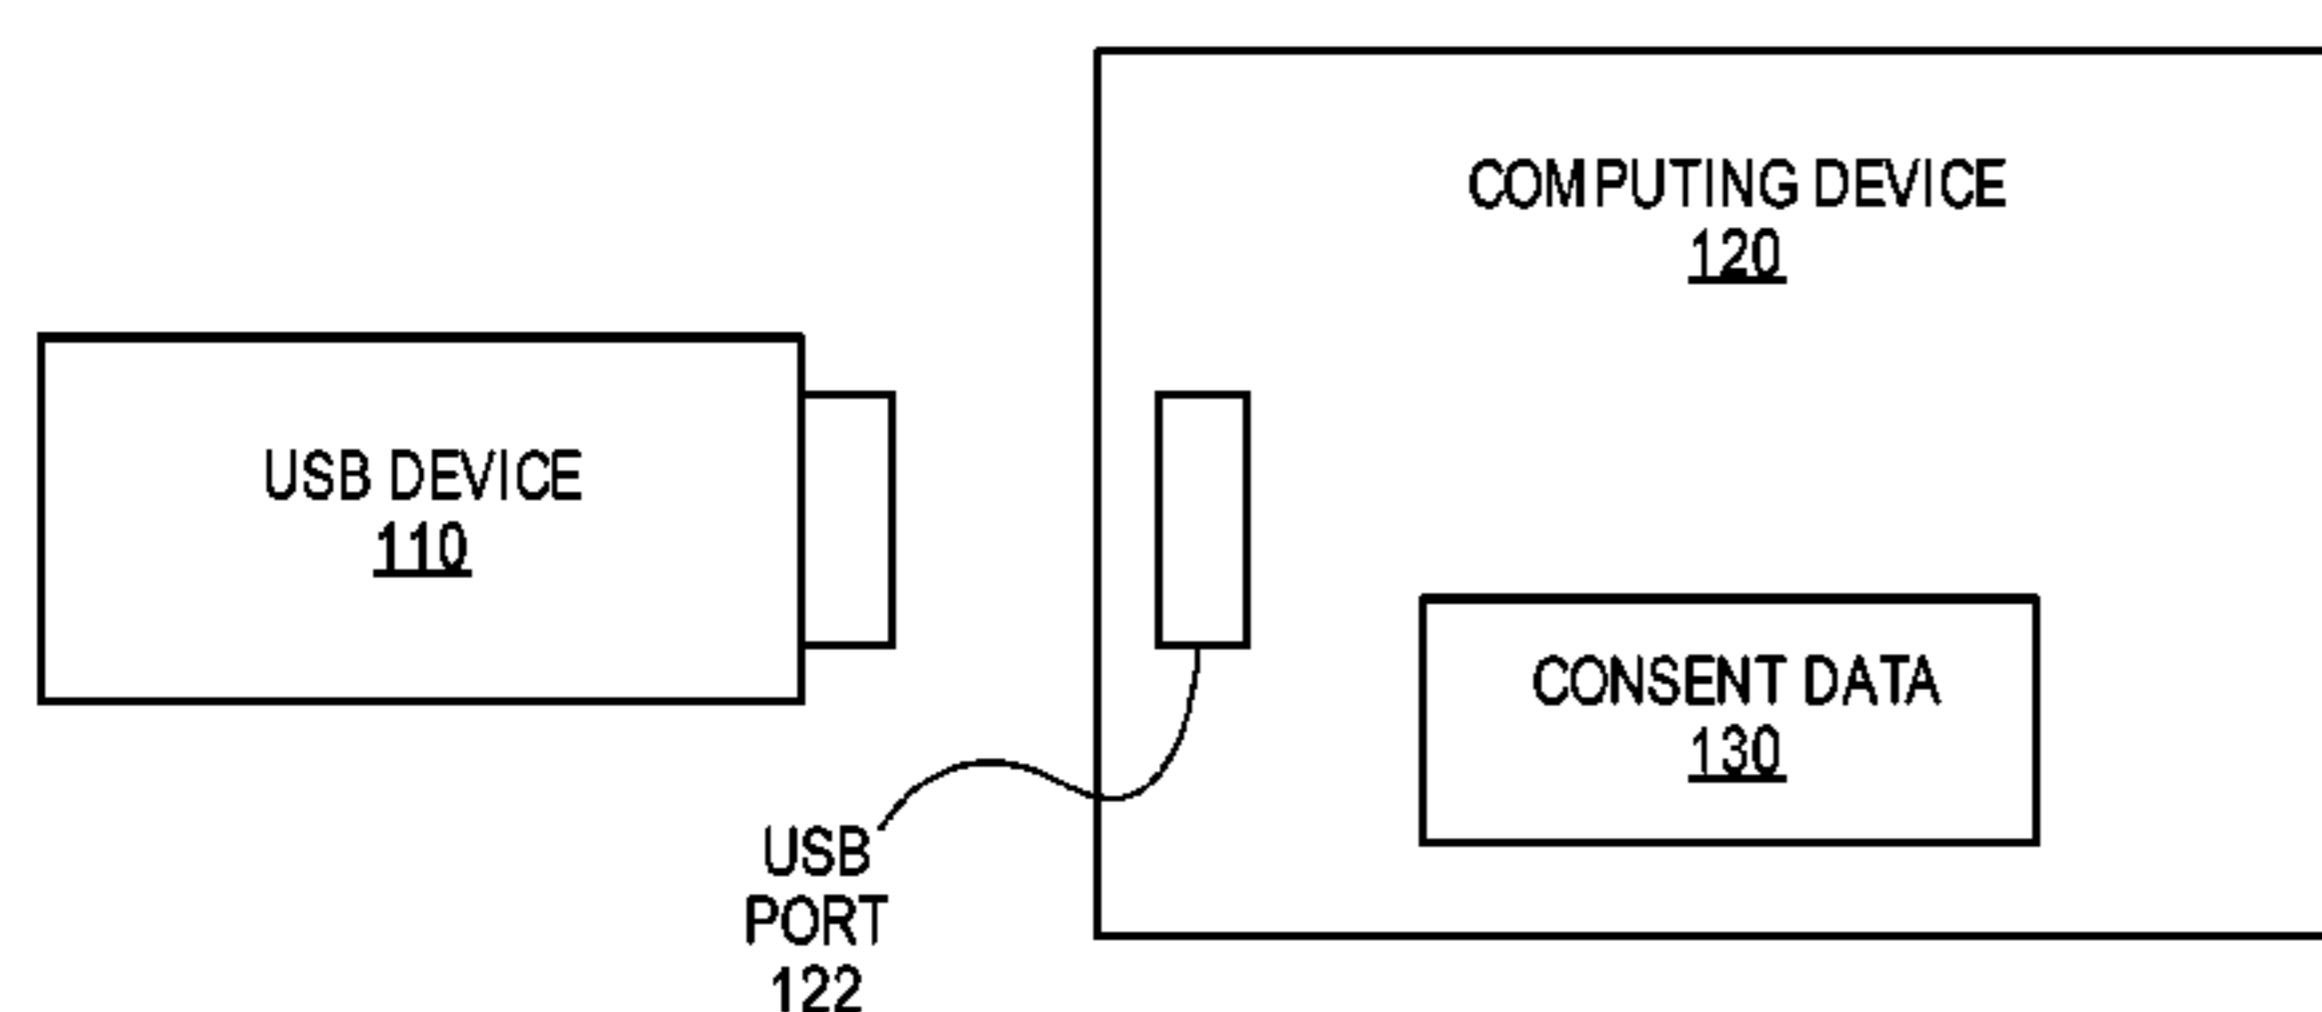 COMPUTING DEVICE
120
USB DEVICE
110
CONSENT DATA
130
USB
PORT
122